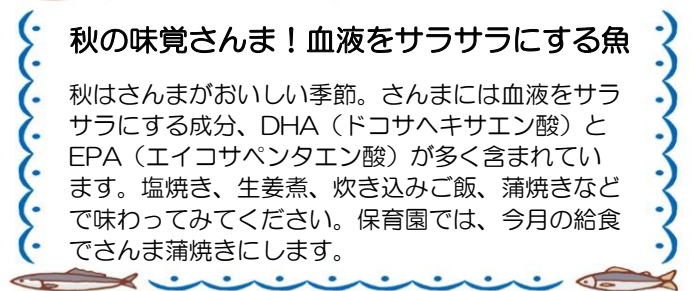 秋の味覚さんま！血液をサラサラにする魚
秋はさんまがおいしい季節。さんまには血液をサラ
サラにする成分、DHA（ドコサヘキサエン酸）と
EPA（エイコサペンタエン酸）が多く含まれてい
ます。塩焼き、生姜煮、炊き込みご飯、蒲焼きなど
で味わってみてください。保育園では、今月の給食
でさんま蒲焼きにします。